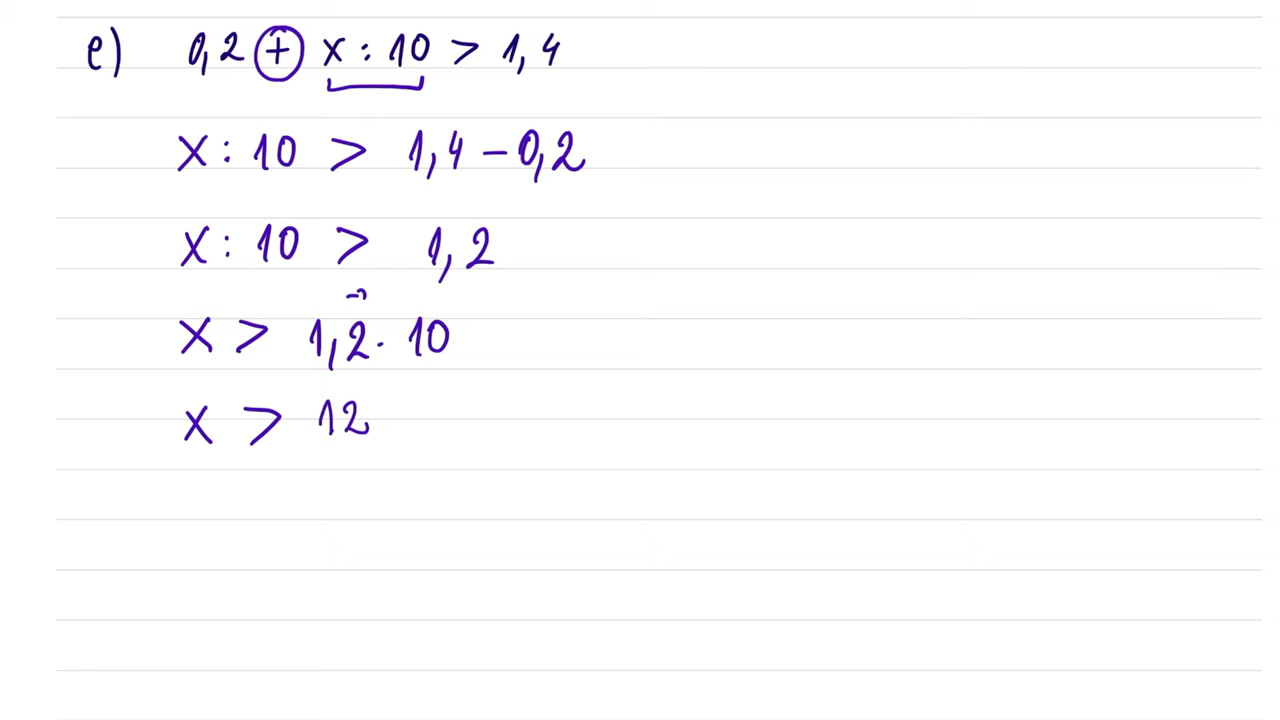 e) 0,2 + x : 10 > 1,4
x : 10 > 1,4 - 0,2
x : 10 > 1,2
x > 1,2 · 10
x > 12